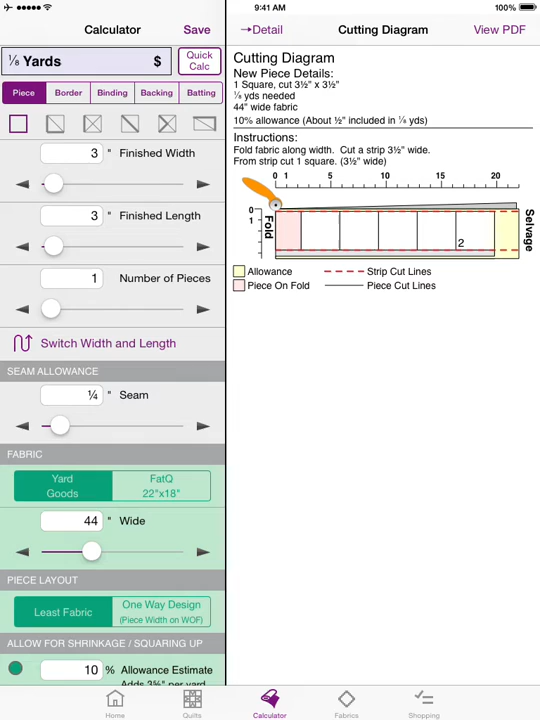 9:41 AM
100%
Calculator
Save
→Detail
Cutting Diagram
View PDF
⅛ Yards
$
Quick
Calc
Piece
Border
Binding
Backing
Batting
3 " Finished Width
3 " Finished Length
1 Number of Pieces
Switch Width and Length
SEAM ALLOWANCE
¼ " Seam
FABRIC
Yard
Goods
FatQ
22"x18"
44 " Wide
PIECE LAYOUT
Least Fabric
One Way Design
(Piece Width on WOF)
ALLOW FOR SHRINKAGE / SQUARING UP
10 % Allowance Estimate
Cutting Diagram
New Piece Details:
1 Square, cut 3½" x 3½"
⅛ yds needed
44" wide fabric
10% allowance (About ½" included in ⅛ yds)
Instructions:
Fold fabric along width. Cut a strip 3½" wide.
From strip cut 1 square. (3½" wide)
0 1 5 10 15 20
0
1
Fold
2
Selvage
Allowance
Strip Cut Lines
Piece On Fold
Piece Cut Lines
Home
Quilts
Calculator
Fabrics
Shopping